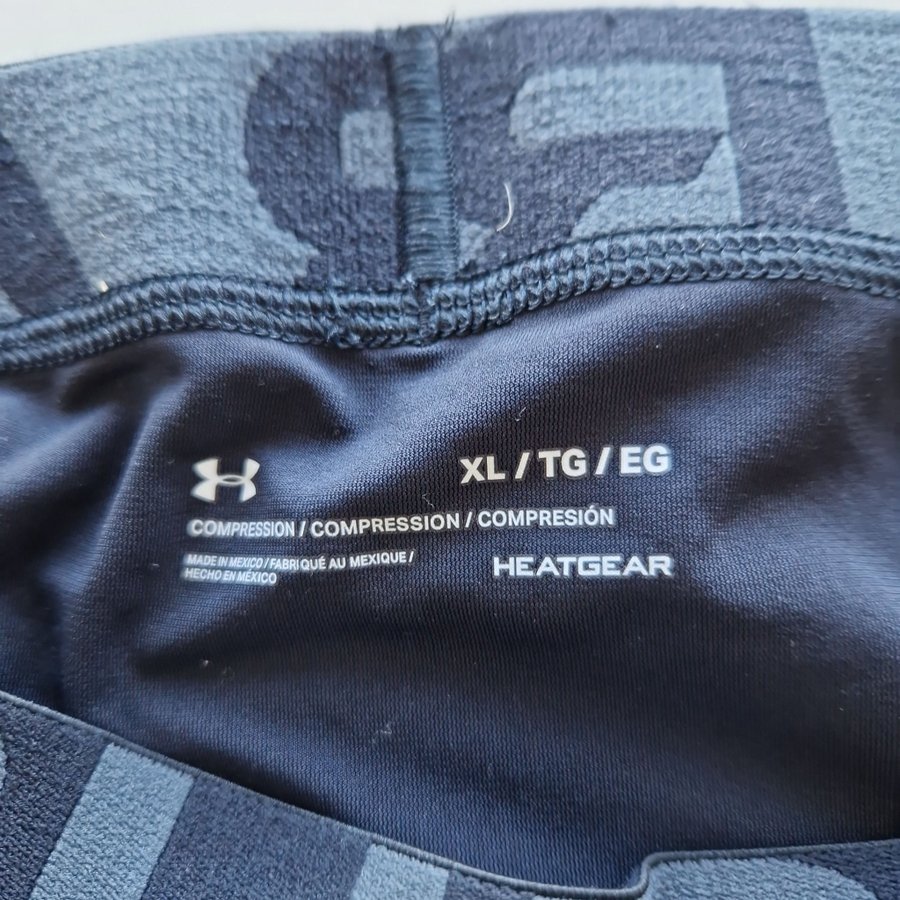 XL / TG / EG
COMPRESSION / COMPRESSION / COMPRESIÓN
MADE IN MEXICO / FABRIQUÉ AU MEXIQUE /
HECHO EN MÉXICO
HEATGEAR